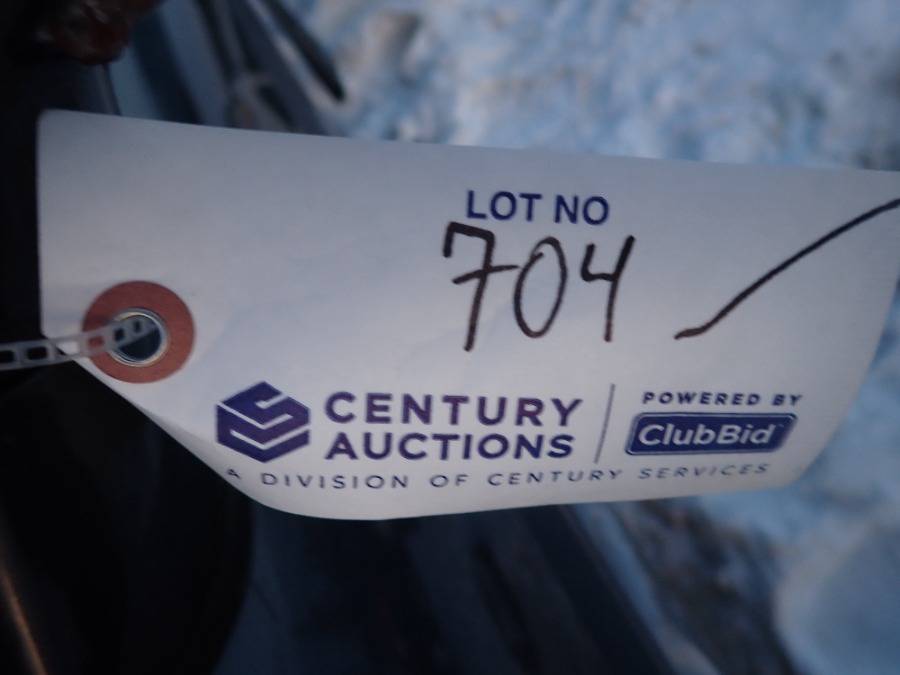 LOT NO
704
CENTURY
AUCTIONS
A DIVISION OF CENTURY SERVICES
POWERED BY
ClubBid